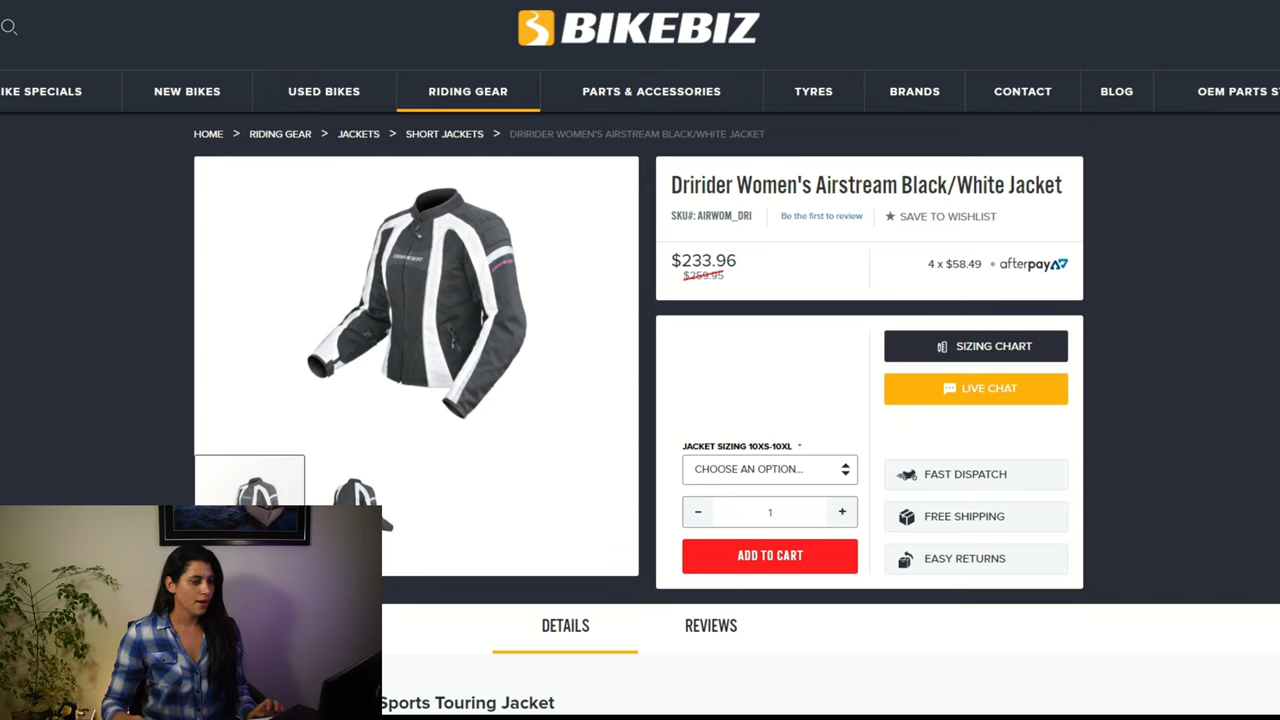 BIKEBIZ
IKE SPECIALS
NEW BIKES
USED BIKES
RIDING GEAR
PARTS & ACCESSORIES
TYRES
BRANDS
CONTACT
BLOG
OEM PARTS S
HOME > RIDING GEAR > JACKETS > SHORT JACKETS > DRIRIDER WOMEN'S AIRSTREAM BLACK/WHITE JACKET
Dririder Women's Airstream Black/White Jacket
SKU#: AIRWOM_DRI
Be the first to review
★ SAVE TO WISHLIST
$233.96
$259.95
4 x $58.49 • afterpay
SIZING CHART
LIVE CHAT
JACKET SIZING 10XS-10XL *
CHOOSE AN OPTION...
- 1 +
ADD TO CART
FAST DISPATCH
FREE SHIPPING
EASY RETURNS
DETAILS
REVIEWS
Sports Touring Jacket